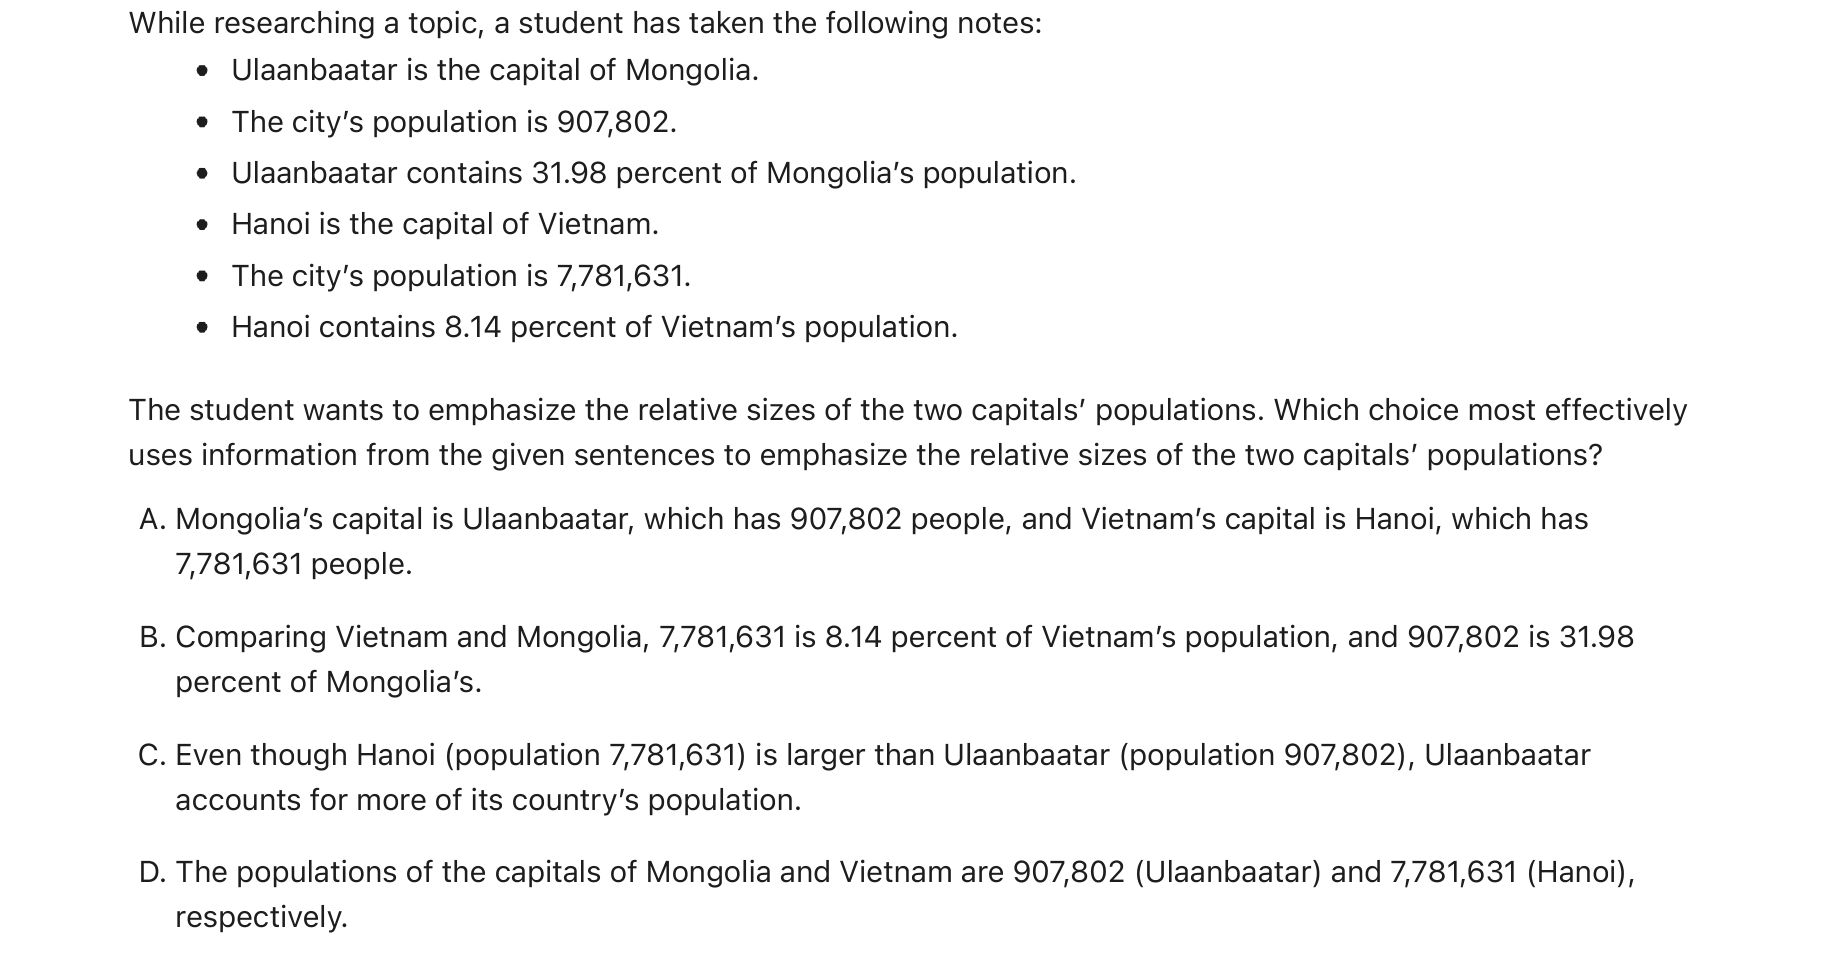 While researching a topic, a student has taken the following notes:
• Ulaanbaatar is the capital of Mongolia.
• The city’s population is 907,802.
• Ulaanbaatar contains 31.98 percent of Mongolia’s population.
• Hanoi is the capital of Vietnam.
• The city’s population is 7,781,631.
• Hanoi contains 8.14 percent of Vietnam’s population.
The student wants to emphasize the relative sizes of the two capitals’ populations. Which choice most effectively
uses information from the given sentences to emphasize the relative sizes of the two capitals’ populations?
A. Mongolia’s capital is Ulaanbaatar, which has 907,802 people, and Vietnam’s capital is Hanoi, which has
7,781,631 people.
B. Comparing Vietnam and Mongolia, 7,781,631 is 8.14 percent of Vietnam’s population, and 907,802 is 31.98
percent of Mongolia’s.
C. Even though Hanoi (population 7,781,631) is larger than Ulaanbaatar (population 907,802), Ulaanbaatar
accounts for more of its country’s population.
D. The populations of the capitals of Mongolia and Vietnam are 907,802 (Ulaanbaatar) and 7,781,631 (Hanoi),
respectively.